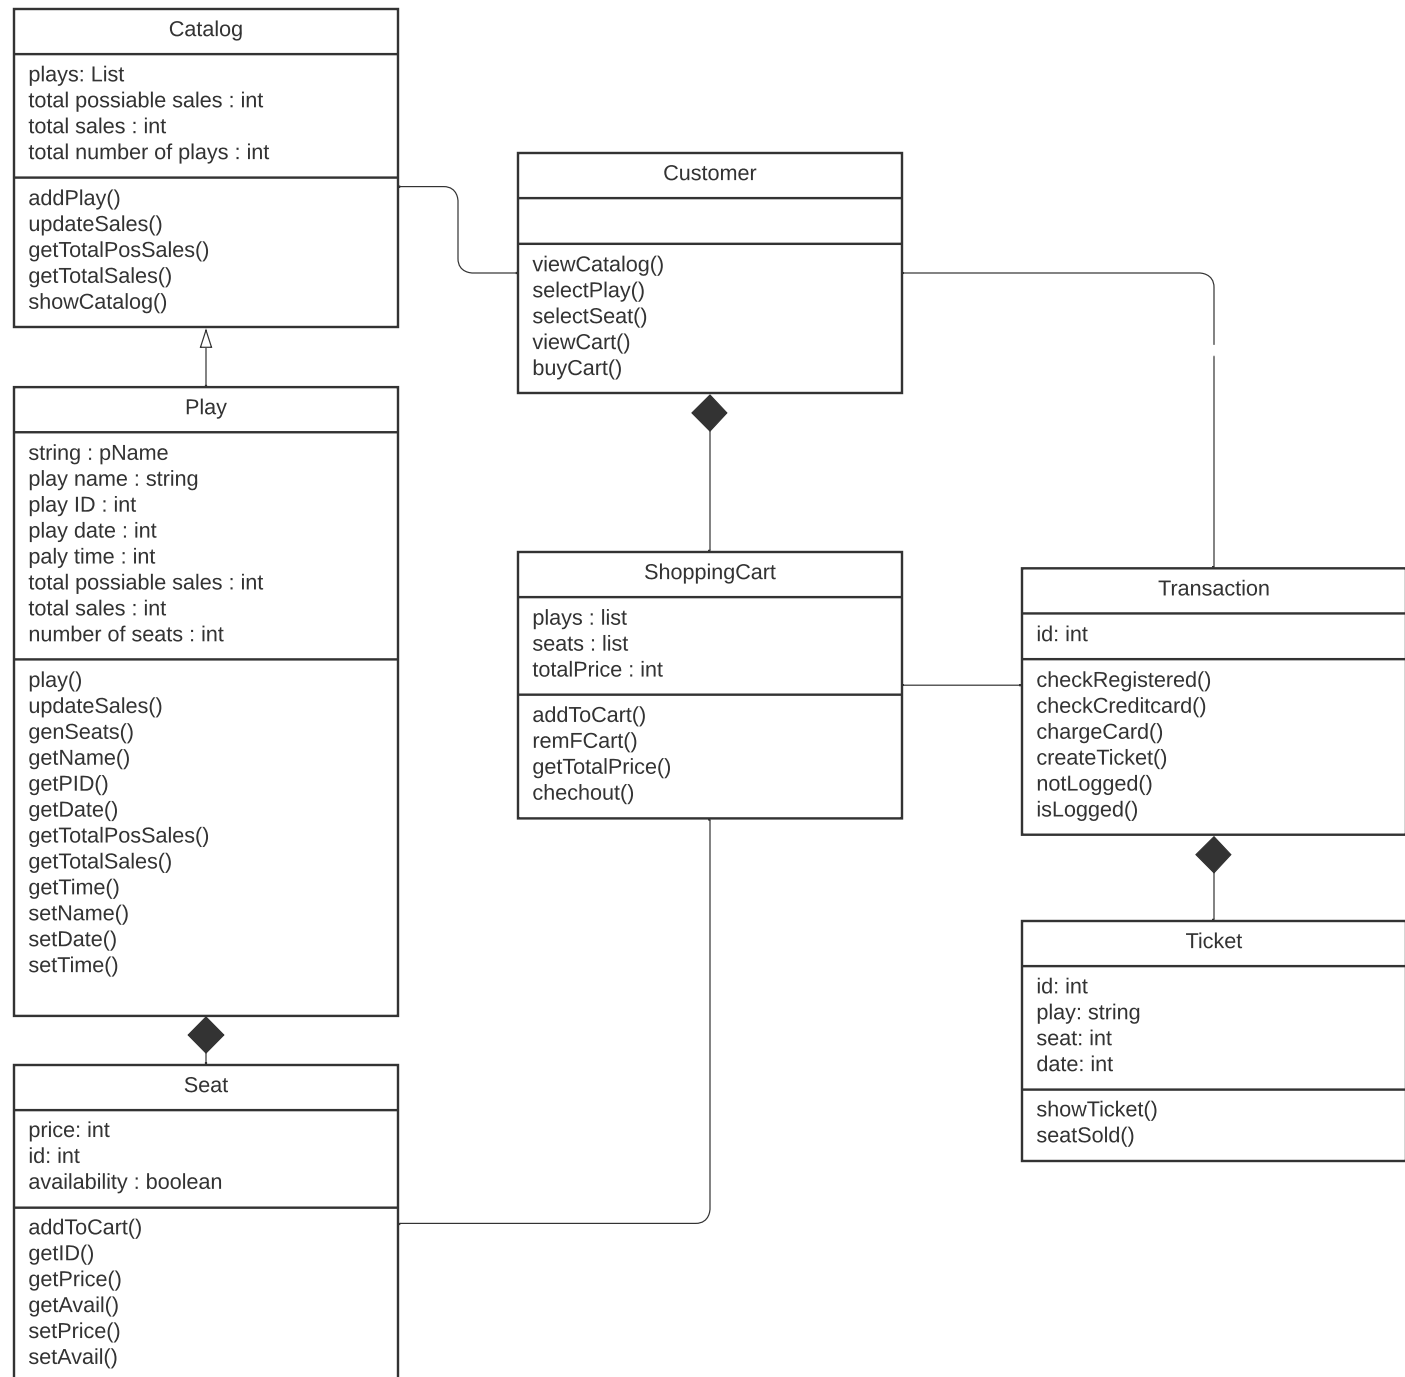 Catalog
plays: List
total possiable sales : int
total sales : int
total number of plays : int
addPlay()
updateSales()
getTotalPosSales()
getTotalSales()
showCatalog()
Customer
viewCatalog()
selectPlay()
selectSeat()
viewCart()
buyCart()
Play
string : pName
play name : string
play ID : int
play date : int
paly time : int
total possiable sales : int
total sales : int
number of seats : int
play()
updateSales()
genSeats()
getName()
getPID()
getDate()
getTotalPosSales()
getTotalSales()
getTime()
setName()
setDate()
setTime()
ShoppingCart
plays : list
seats : list
totalPrice : int
addToCart()
remFCart()
getTotalPrice()
chechout()
Transaction
id: int
checkRegistered()
checkCreditcard()
chargeCard()
createTicket()
notLogged()
isLogged()
Ticket
id: int
play: string
seat: int
date: int
showTicket()
seatSold()
Seat
price: int
id: int
availability : boolean
addToCart()
getID()
getPrice()
getAvail()
setPrice()
setAvail()